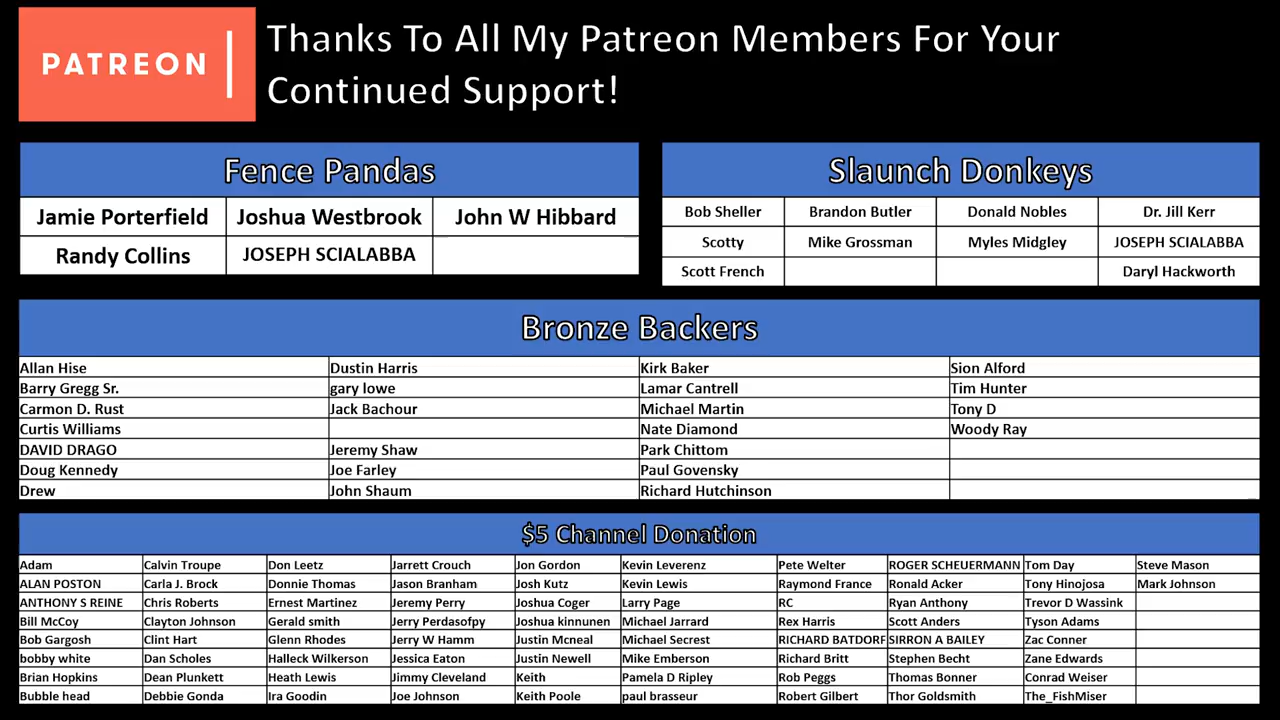 PATREON
Thanks To All My Patreon Members For Your
Continued Support!
Fence Pandas
Jamie Porterfield Joshua Westbrook John W Hibbard
Randy Collins JOSEPH SCIALABBA
Slaunch Donkeys
Bob Sheller Brandon Butler Donald Nobles Dr. Jill Kerr
Scotty Mike Grossman Myles Midgley JOSEPH SCIALABBA
Scott French Daryl Hackworth
Bronze Backers
Allan Hise Dustin Harris Kirk Baker Sion Alford
Barry Gregg Sr. gary lowe Lamar Cantrell Tim Hunter
Carmon D. Rust Jack Bachour Michael Martin Tony D
Curtis Williams Nate Diamond Woody Ray
DAVID DRAGO Jeremy Shaw Park Chittom
Doug Kennedy Joe Farley Paul Govensky
Drew John Shaum Richard Hutchinson
$5 Channel Donation
Adam Calvin Troupe Don Leetz Jarrett Crouch Jon Gordon Kevin Leverenz Pete Welter ROGER SCHEUERMANN Tom Day Steve Mason
ALAN POSTON Carla J. Brock Donnie Thomas Jason Branham Josh Kutz Kevin Lewis Raymond France Ronald Acker Tony Hinojosa Mark Johnson
ANTHONY S REINE Chris Roberts Ernest Martinez Jeremy Perry Joshua Coger Larry Page RC Ryan Anthony Trevor D Wassink
Bill McCoy Clayton Johnson Gerald smith Jerry Perdasofpy Joshua kinnunen Michael Jarrard Rex Harris Scott Anders Tyson Adams
Bob Gargosh Clint Hart Glenn Rhodes Jerry W Hamm Justin Mcneal Michael Secrest RICHARD BATDORF SIRRON A BAILEY Zac Conner
bobby white Dan Scholes Halleck Wilkerson Jessica Eaton Justin Newell Mike Emberson Richard Britt Stephen Becht Zane Edwards
Brian Hopkins Dean Plunkett Heath Lewis Jimmy Cleveland Keith Pamela D Ripley Rob Peggs Thomas Bonner Conrad Weiser
Bubble head Debbie Gonda Ira Goodin Joe Johnson Keith Poole paul brasseur Robert Gilbert Thor Goldsmith The_FishMiser